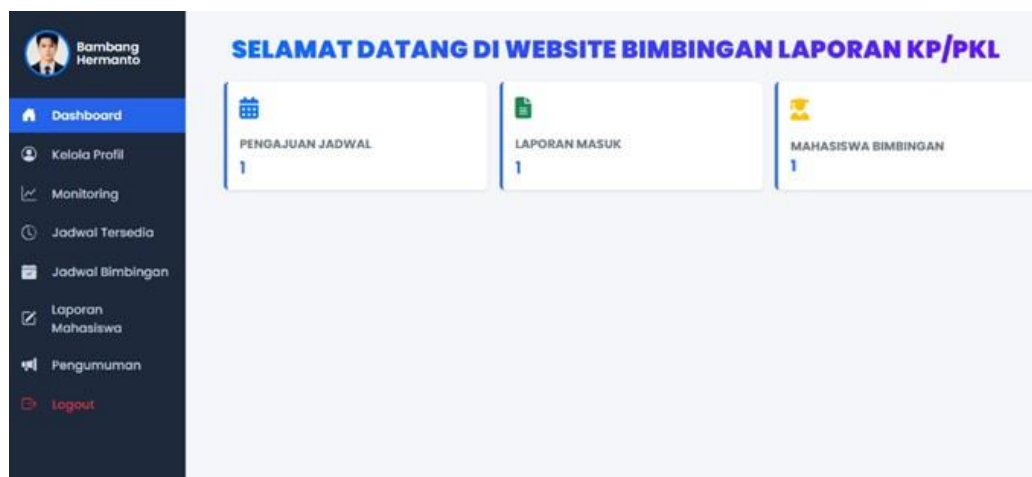 Bambang
Hermanto
Dashboard
Kelola Profil
Monitoring
Jadwal Tersedia
Jadwal Bimbingan
Laporan
Mahasiswa
Pengumuman
Logout
SELAMAT DATANG DI WEBSITE BIMBINGAN LAPORAN KP/PKL
PENGAJUAN JADWAL
1
LAPORAN MASUK
1
MAHASISWA BIMBINGAN
1